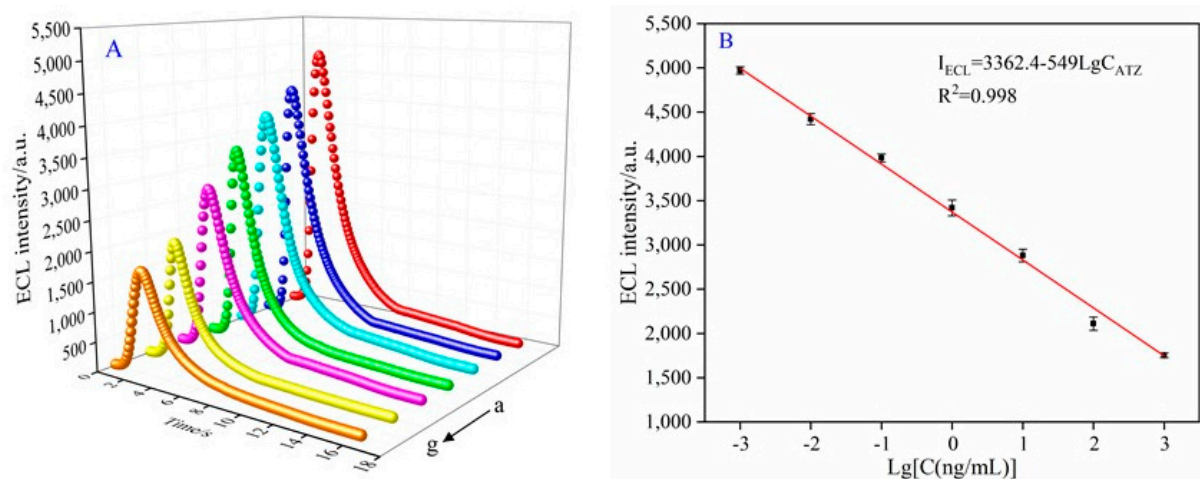 A
5,500
5,000
4,500
4,000
3,500
3,000
2,500
2,000
1,500
1,000
500
ECL intensity/a.u.
0
2
4
6
8
10
12
14
16
18
Time/s
a
g
B
I_ECL=3362.4-549LgC_ATZ
R²=0.998
5,500
5,000
4,500
4,000
3,500
3,000
2,500
2,000
1,500
1,000
ECL intensity/a.u.
-3 -2 -1 0 1 2 3
Lg[C(ng/mL)]